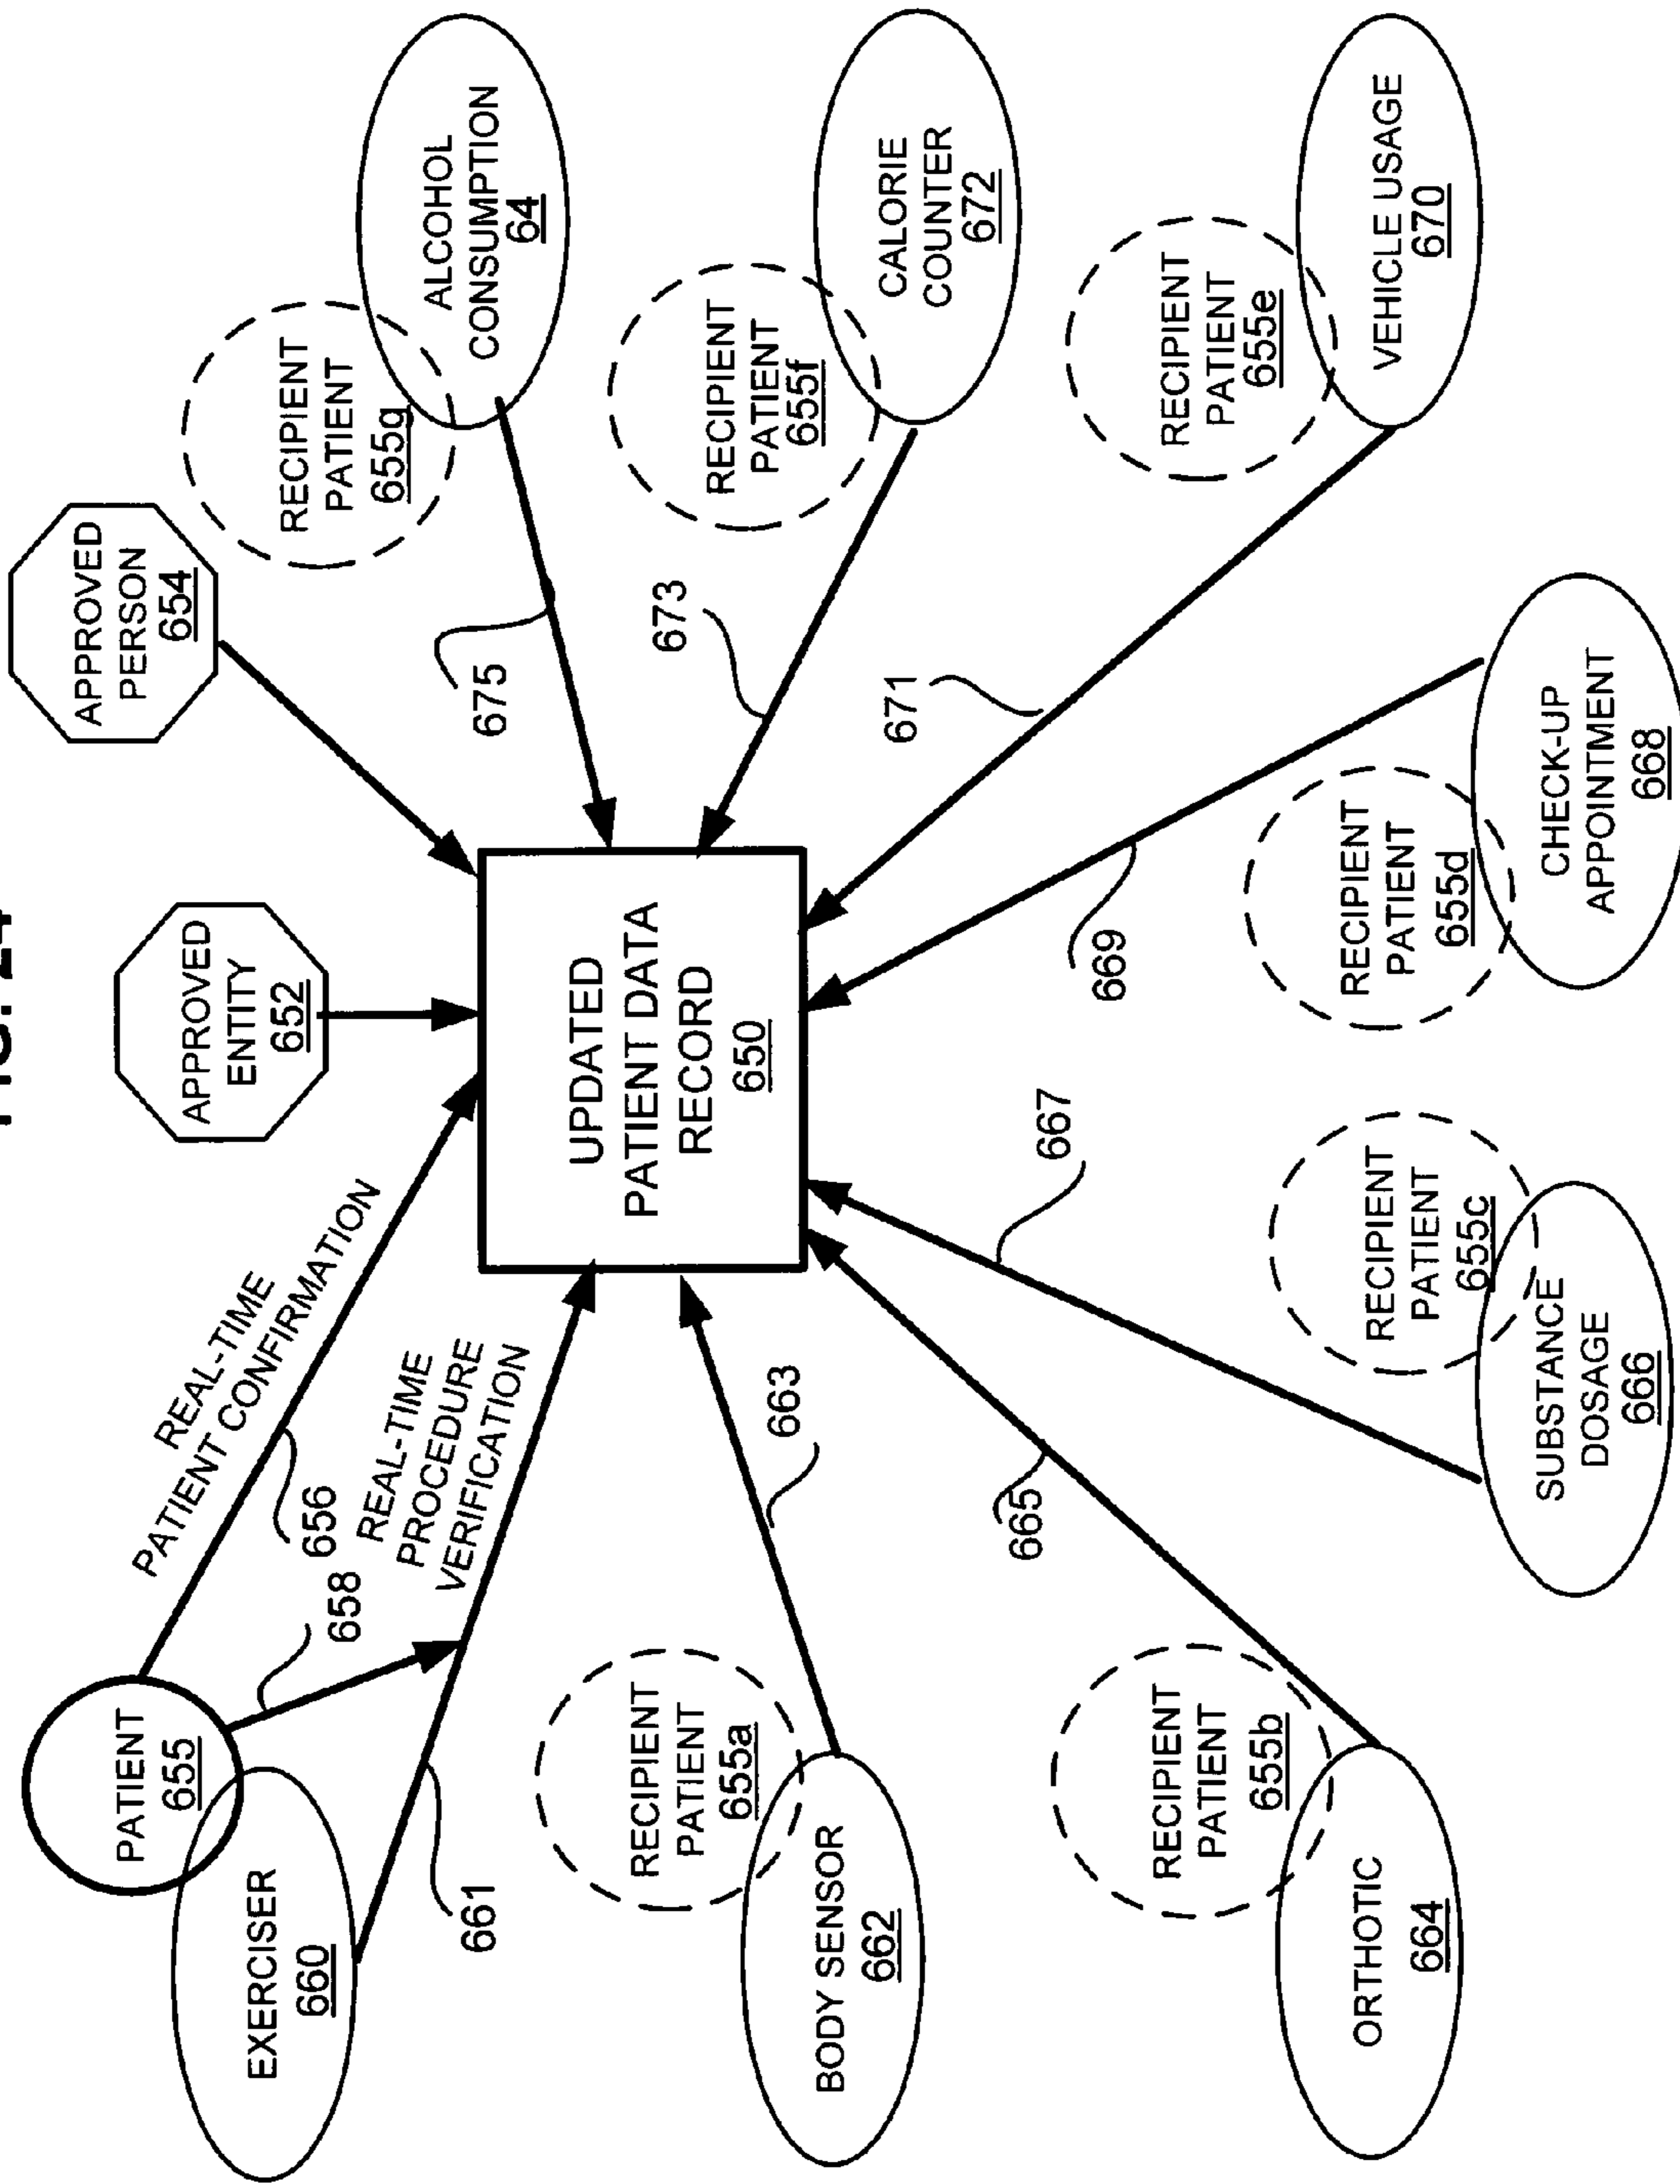 FIG. 24
PATIENT
655
REAL-TIME
PATIENT CONFIRMATION
656
658
APPROVED
ENTITY
652
APPROVED
PERSON
654
EXERCISER
660
661
REAL-TIME
PROCEDURE
VERIFICATION
RECIPIENT
PATIENT
655g
ALCOHOL
CONSUMPTION
64
675
UPDATED
PATIENT DATA
RECORD
650
RECIPIENT
PATIENT
655a
BODY SENSOR
662
663
RECIPIENT
PATIENT
655f
CALORIE
COUNTER
672
673
RECIPIENT
PATIENT
655b
ORTHOTIC
664
665
667
669
671
RECIPIENT
PATIENT
655e
VEHICLE USAGE
670
RECIPIENT
PATIENT
655c
SUBSTANCE
DOSAGE
666
RECIPIENT
PATIENT
655d
CHECK-UP
APPOINTMENT
668